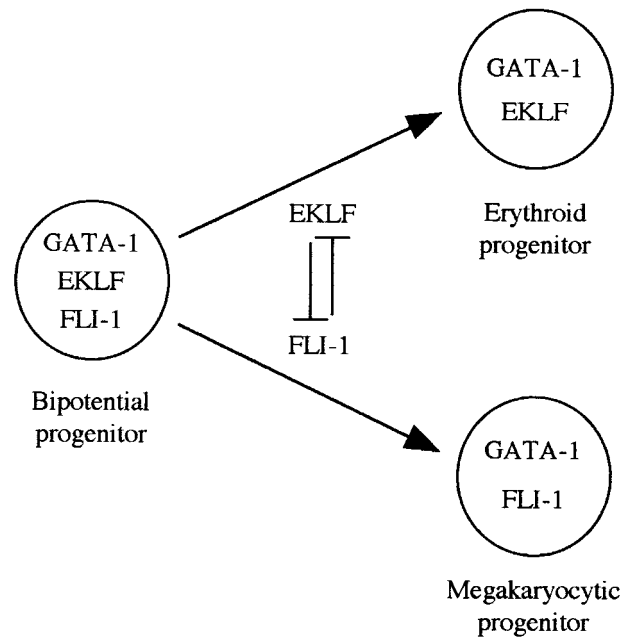 GATA-1
EKLF
Erythroid
progenitor
EKLF
FLI-1
GATA-1
EKLF
FLI-1
Bipotential
progenitor
GATA-1
FLI-1
Megakaryocytic
progenitor